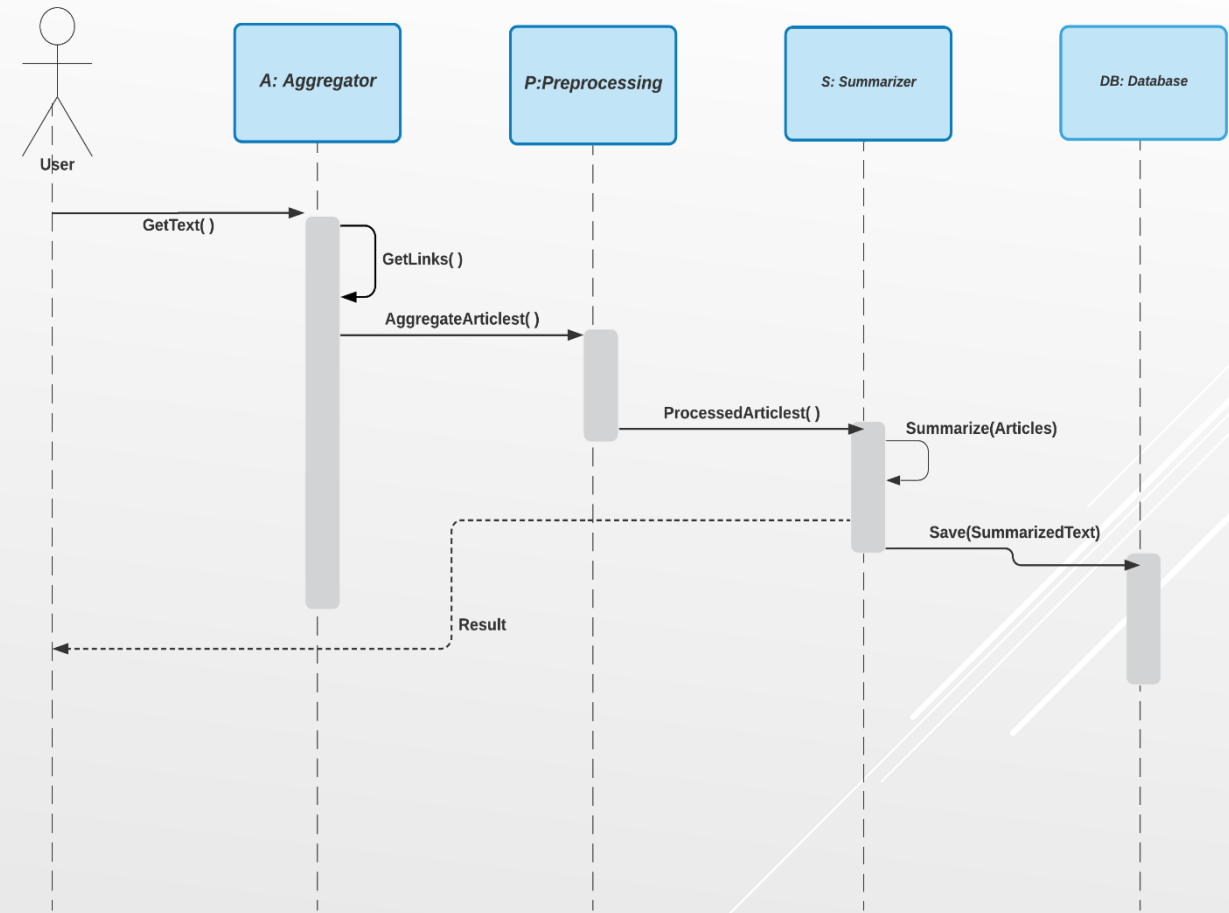 A: Aggregator
P:Preprocessing
S: Summarizer
DB: Database
User
GetText( )
GetLinks( )
AggregateArticlest( )
ProcessedArticlest( )
Summarize(Articles)
Save(SummarizedText)
Result